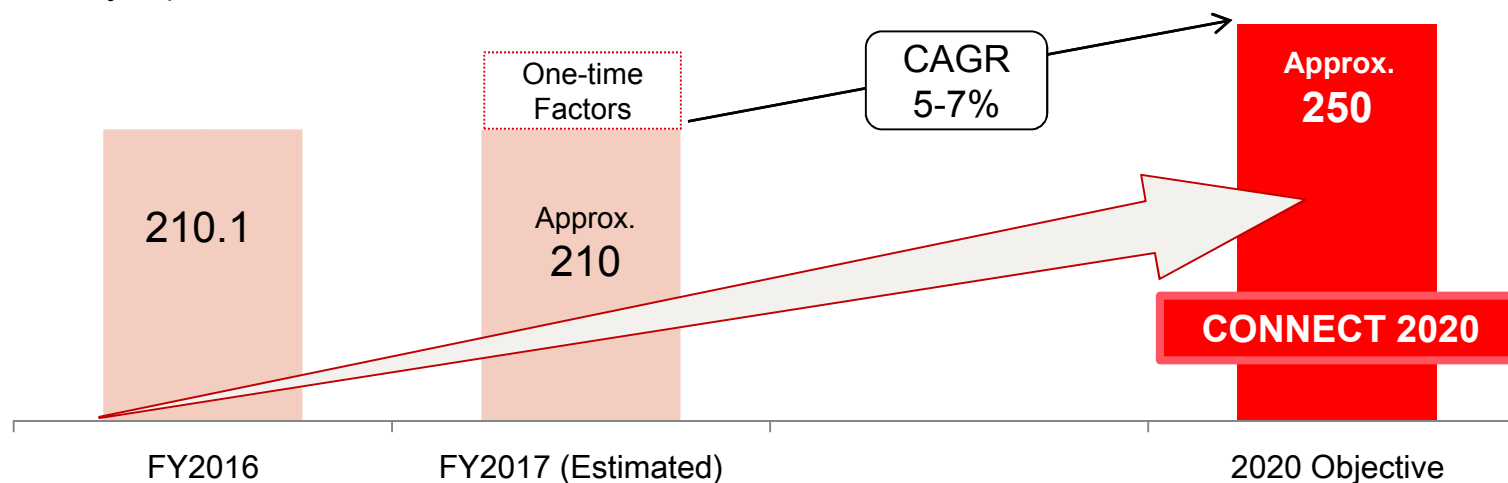 One-time
Factors
CAGR
5-7%
Approx.
250
210.1
Approx.
210
CONNECT 2020
FY2016
FY2017 (Estimated)
2020 Objective